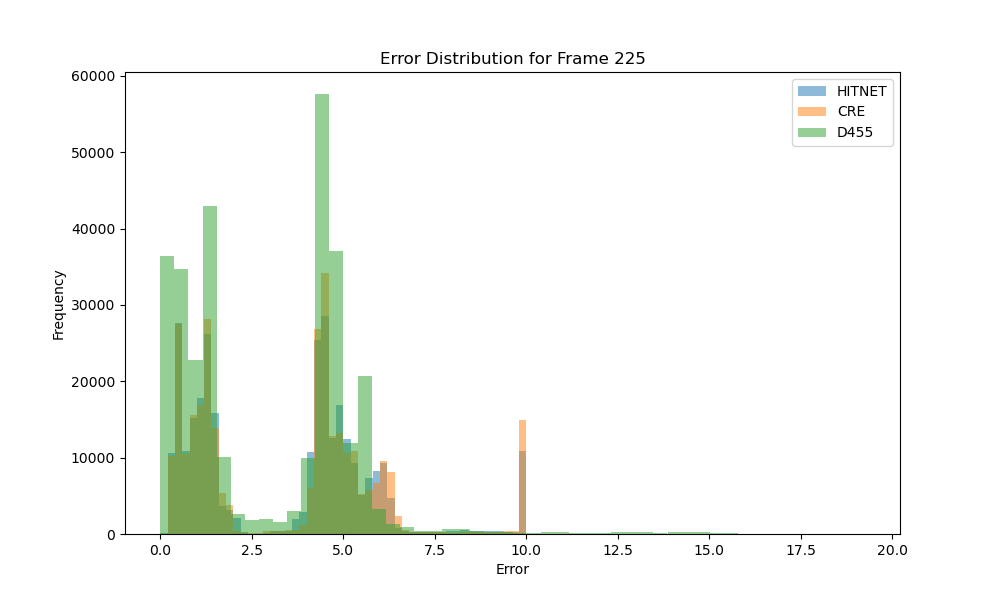 Error Distribution for Frame 225
HITNET
CRE
D455
Frequency
60000
50000
40000
30000
20000
10000
0
0.0 2.5 5.0 7.5 10.0 12.5 15.0 17.5 20.0
Error